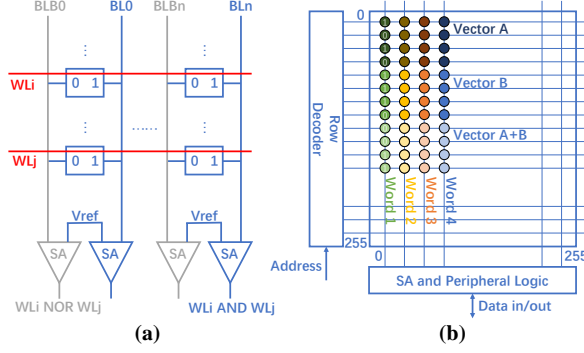 BLB0 BL0 BLBn BLn
WLi
0 1 0 1
......
WLj
0 1 0 1
Vref Vref
SA SA SA SA
WLi NOR WLj WLi AND WLj
(a)
0
Vector A
Vector B
Vector A+B
Row
Decoder
Word 1
Word 2
Word 3
Word 4
255
0 255
Address
SA and Peripheral Logic
Data in/out
(b)